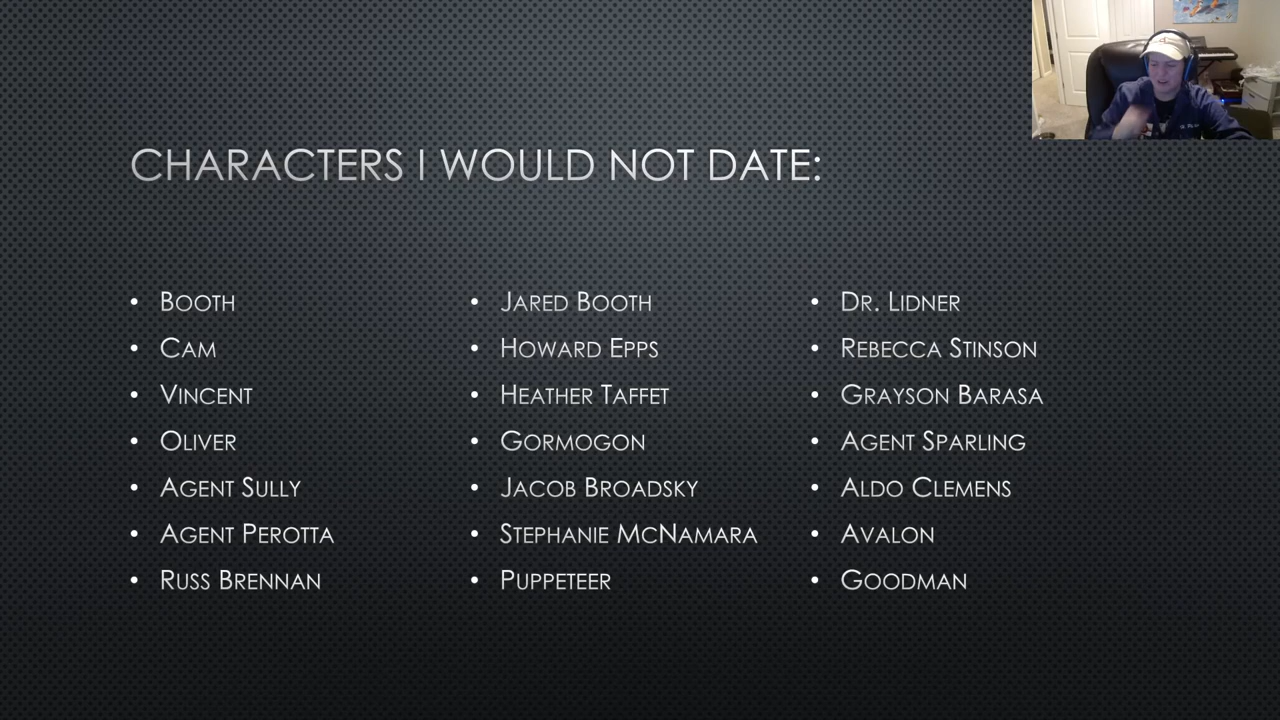 CHARACTERS I WOULD NOT DATE:
• BOOTH
• CAM
• VINCENT
• OLIVER
• AGENT SULLY
• AGENT PEROTTA
• RUSS BRENNAN
• JARED BOOTH
• HOWARD EPPS
• HEATHER TAFFET
• GORMOGON
• JACOB BROADSKY
• STEPHANIE MCNAMARA
• PUPPETEER
• DR. LIDNER
• REBECCA STINSON
• GRAYSON BARASA
• AGENT SPARLING
• ALDO CLEMENS
• AVALON
• GOODMAN